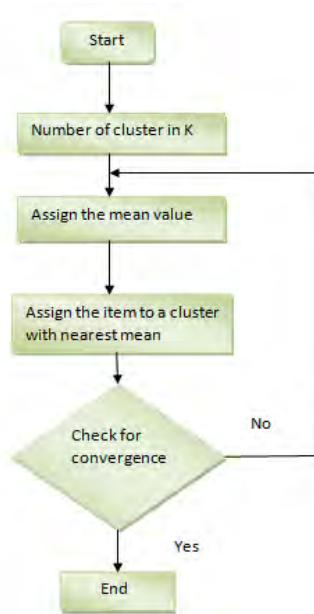 Start
Number of cluster in K
Assign the mean value
Assign the item to a cluster
with nearest mean
Check for
convergence
No
Yes
End